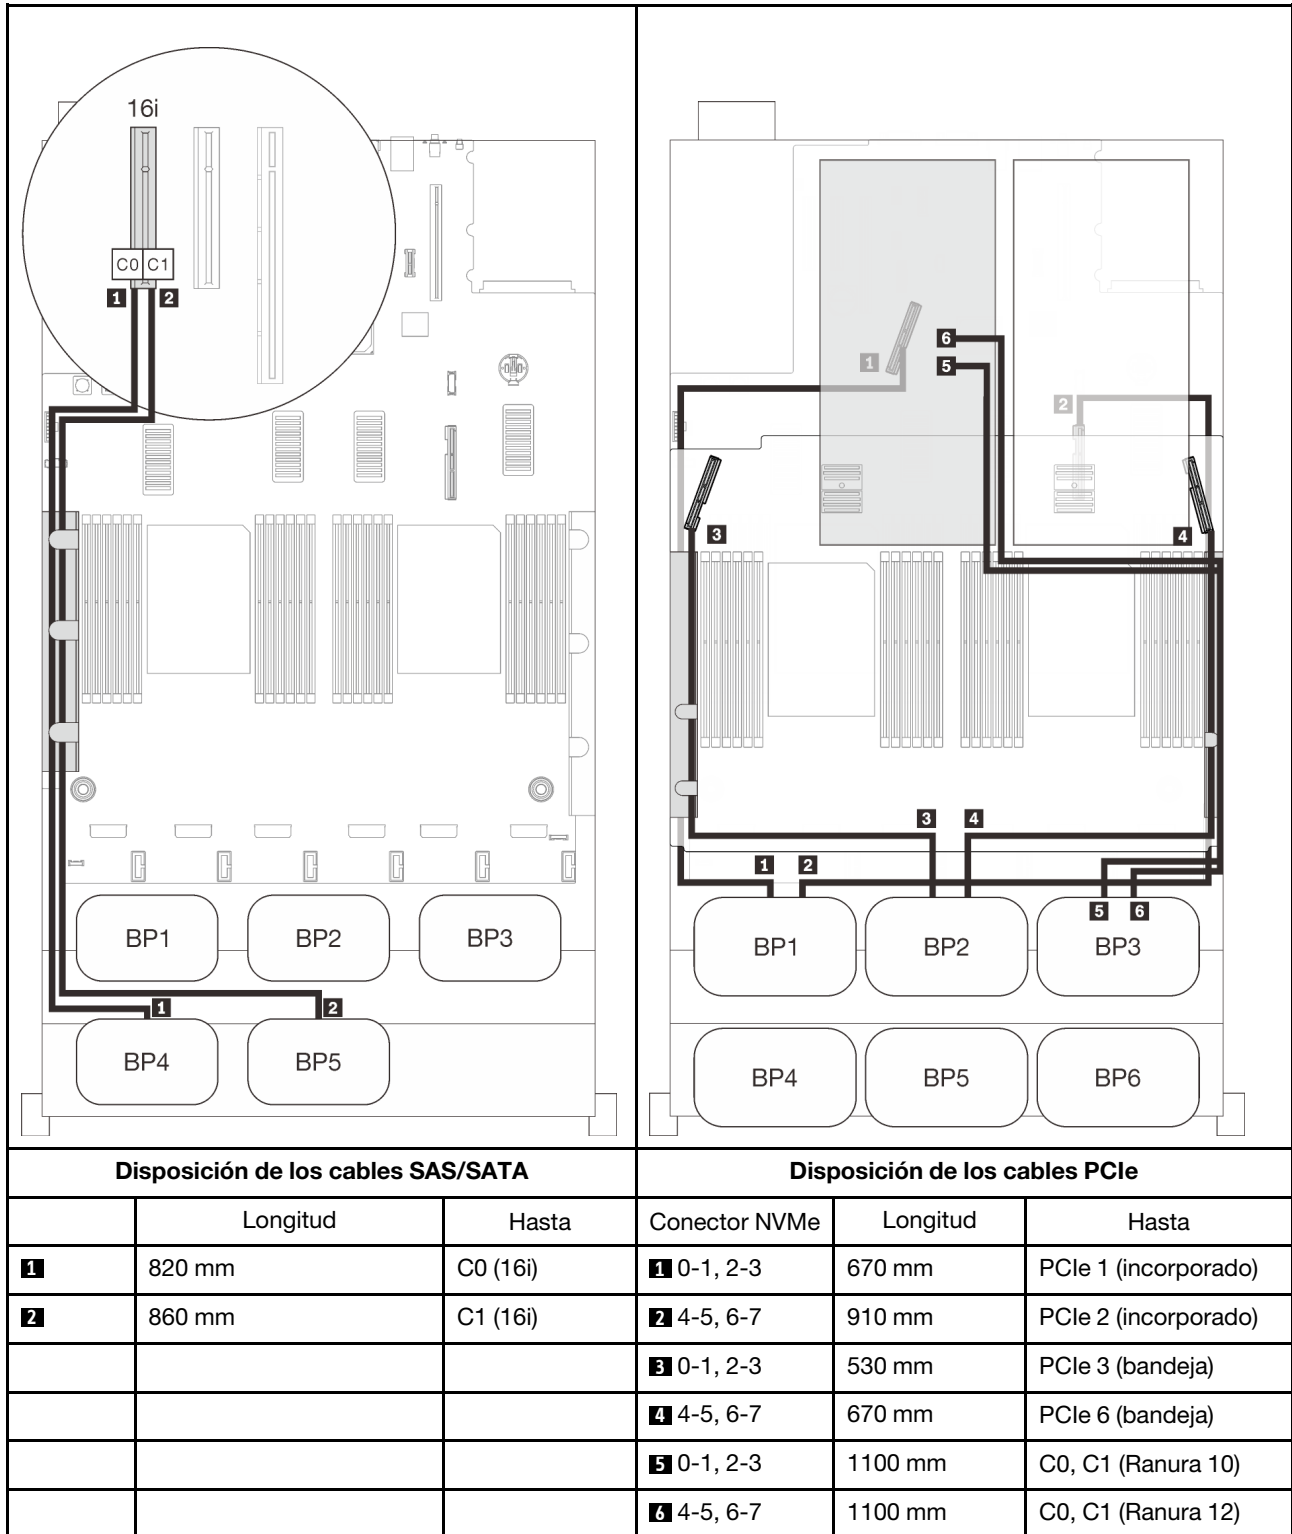 16i
C0 C1
1 2
BP1 BP2 BP3
1 2
BP4 BP5
6
1 5
2
3 4
3 4
1 2
5 6
BP1 BP2 BP3
BP4 BP5 BP6
Disposición de los cables SAS/SATA
Disposición de los cables PCIe
Longitud Hasta Conector NVMe Longitud Hasta
1 820 mm C0 (16i) 1 0-1, 2-3 670 mm PCIe 1 (incorporado)
2 860 mm C1 (16i) 2 4-5, 6-7 910 mm PCIe 2 (incorporado)
3 0-1, 2-3 530 mm PCIe 3 (bandeja)
4 4-5, 6-7 670 mm PCIe 6 (bandeja)
5 0-1, 2-3 1100 mm C0, C1 (Ranura 10)
6 4-5, 6-7 1100 mm C0, C1 (Ranura 12)